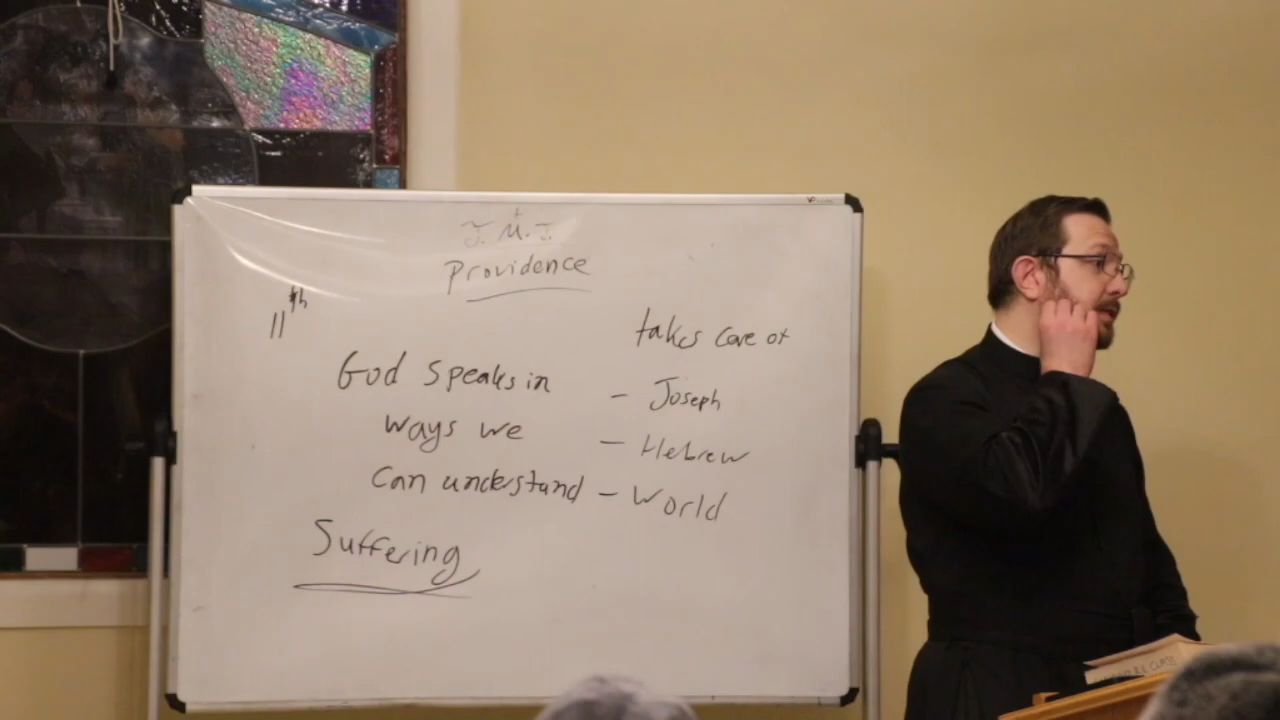 J. M. J.
Providence
11th
takes care of
God speaks in
- Joseph
ways we
- Hebrew
Can understand
- World
Suffering